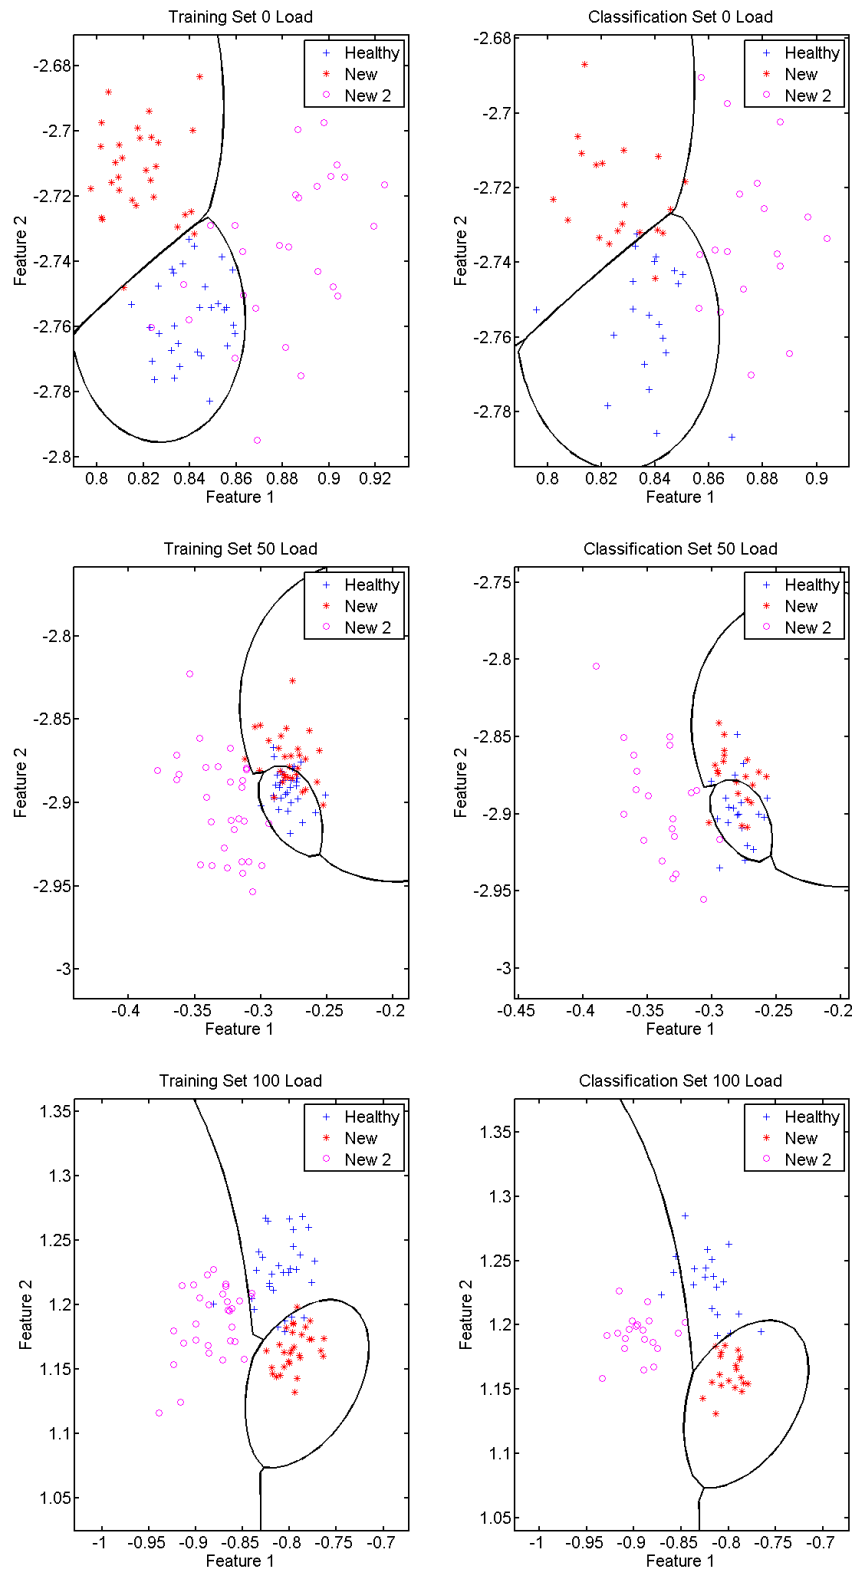 Training Set 0 Load
Healthy
New
New 2
-2.68
-2.7
-2.72
-2.74
-2.76
-2.78
-2.8
Feature 2
0.8 0.82 0.84 0.86 0.88 0.9 0.92
Feature 1
Classification Set 0 Load
Healthy
New
New 2
-2.68
-2.7
-2.72
-2.74
-2.76
-2.78
Feature 2
0.8 0.82 0.84 0.86 0.88 0.9
Feature 1
Training Set 50 Load
Healthy
New
New 2
-2.8
-2.85
-2.9
-2.95
-3
Feature 2
-0.4 -0.35 -0.3 -0.25 -0.2
Feature 1
Classification Set 50 Load
Healthy
New
New 2
-2.75
-2.8
-2.85
-2.9
-2.95
-3
Feature 2
-0.45 -0.4 -0.35 -0.3 -0.25 -0.2
Feature 1
Training Set 100 Load
Healthy
New
New 2
1.35
1.3
1.25
1.2
1.15
1.1
1.05
Feature 2
-1 -0.95 -0.9 -0.85 -0.8 -0.75 -0.7
Feature 1
Classification Set 100 Load
Healthy
New
New 2
1.35
1.3
1.25
1.2
1.15
1.1
1.05
Feature 2
-1 -0.95 -0.9 -0.85 -0.8 -0.75 -0.7
Feature 1